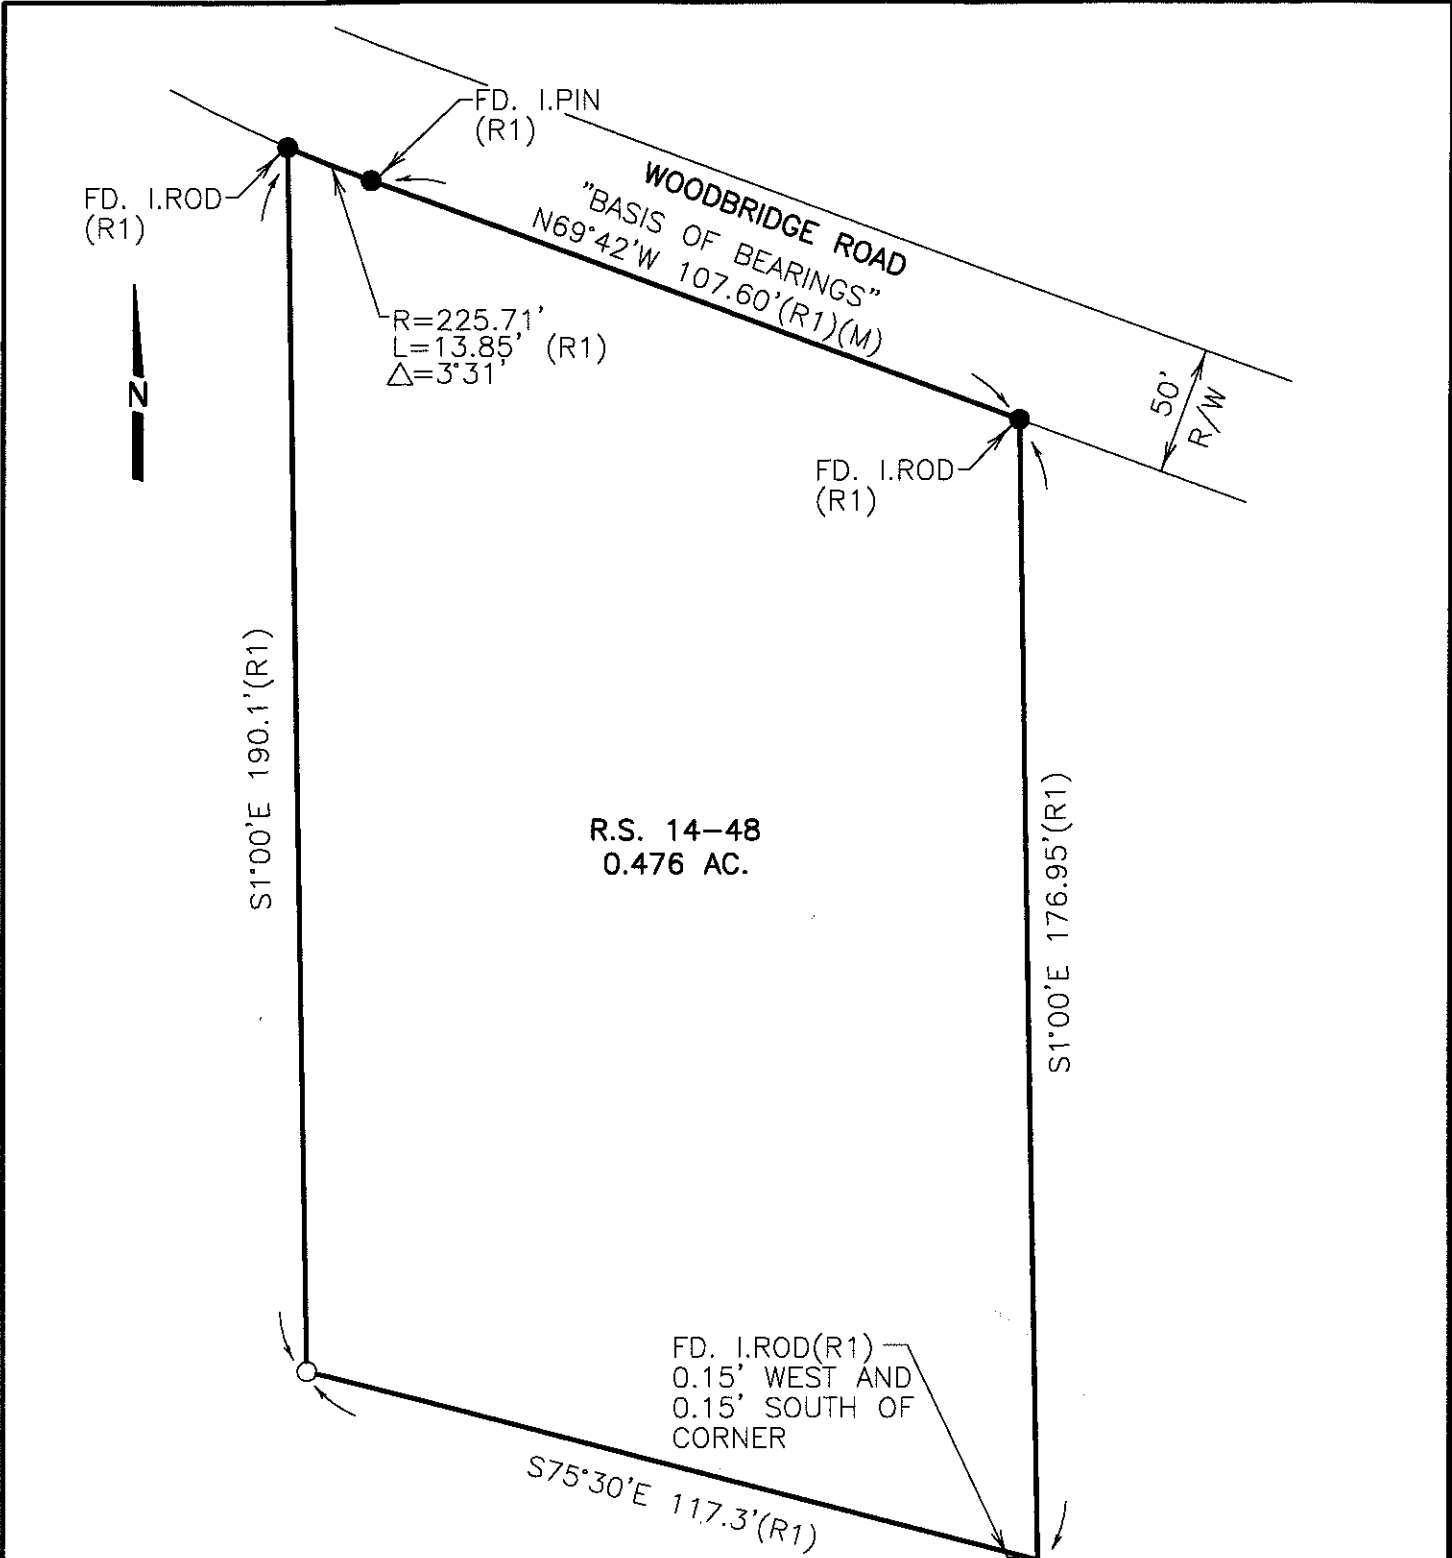 FD. I.PIN
(R1)
FD. I.ROD
(R1)
WOODBRIDGE ROAD
"BASIS OF BEARINGS"
N69°42'W 107.60'(R1)(M)
R=225.71'
L=13.85' (R1)
△=3°31'
N
50'
R/W
FD. I.ROD
(R1)
S1°00'E 190.1'(R1)
R.S. 14-48
0.476 AC.
S1°00'E 176.95'(R1)
FD. I.ROD(R1)
0.15' WEST AND
0.15' SOUTH OF
CORNER
S75°30'E 117.3'(R1)